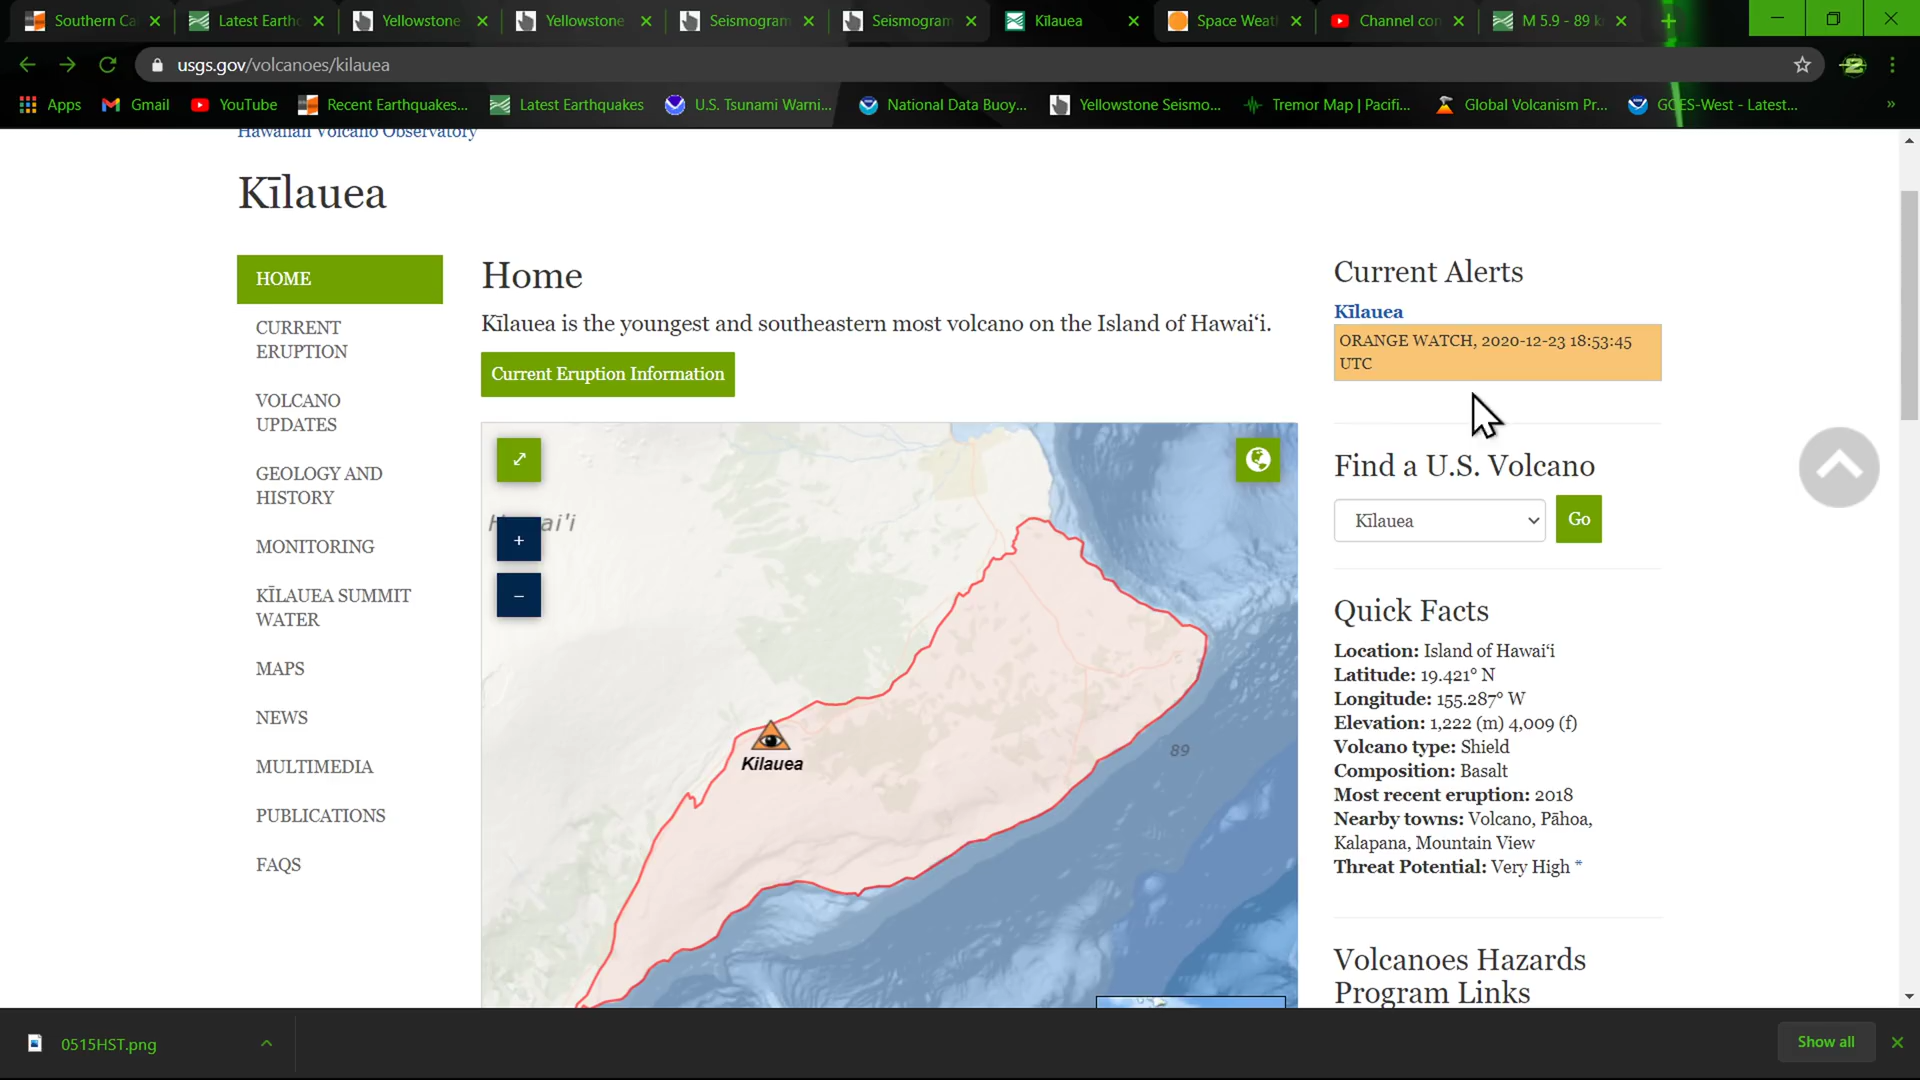 Southern Ca
Latest Earth
Yellowstone
Yellowstone
Seismogram
Seismogram
Kīlauea
Space Weat
Channel con
M 5.9 - 89 k
usgs.gov/volcanoes/kilauea
Apps
Gmail
YouTube
Recent Earthquakes...
Latest Earthquakes
U.S. Tsunami Warni...
National Data Buoy...
Yellowstone Seismo...
Tremor Map | Pacifi...
Global Volcanism Pr...
GOES-West - Latest...
»
Hawaiian Volcano Observatory
Kīlauea
HOME
CURRENT
ERUPTION
VOLCANO
UPDATES
GEOLOGY AND
HISTORY
MONITORING
KĪLAUEA SUMMIT
WATER
MAPS
NEWS
MULTIMEDIA
PUBLICATIONS
FAQS
Home
Kīlauea is the youngest and southeastern most volcano on the Island of Hawaiʻi.
Current Eruption Information
+
−
Kilauea
89
Current Alerts
Kīlauea
ORANGE WATCH, 2020-12-23 18:53:45
UTC
Find a U.S. Volcano
Kīlauea
Go
Quick Facts
Location: Island of Hawaiʻi
Latitude: 19.421° N
Longitude: 155.287° W
Elevation: 1,222 (m) 4,009 (f)
Volcano type: Shield
Composition: Basalt
Most recent eruption: 2018
Nearby towns: Volcano, Pāhoa,
Kalapana, Mountain View
Threat Potential: Very High *
Volcanoes Hazards
Program Links
0515HST.png
Show all